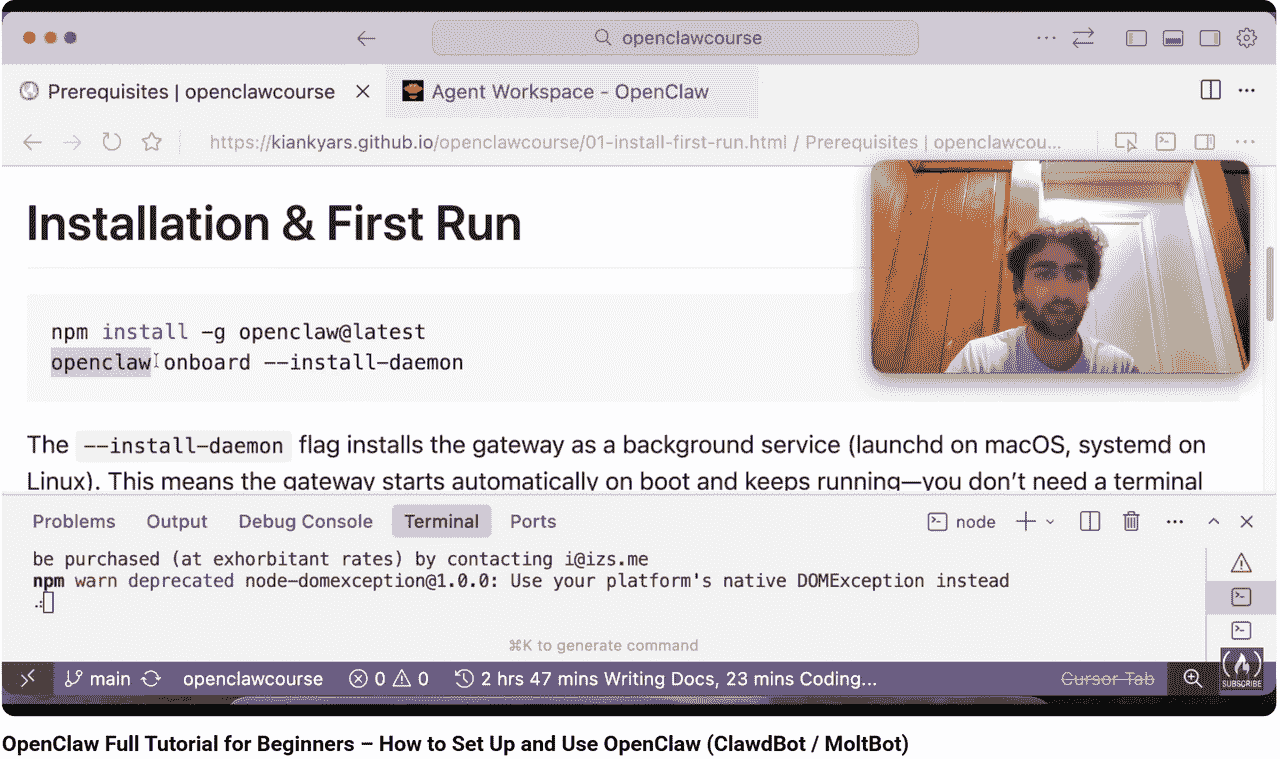 openclawcourse
Prerequisites | openclawcourse
Agent Workspace - OpenClaw
https://kiankyars.github.io/openclawcourse/01-install-first-run.html / Prerequisites | openclawcou...
Installation & First Run
npm install -g openclaw@latest
openclaw onboard --install-daemon
The --install-daemon flag installs the gateway as a background service (launchd on macOS, systemd on
Linux). This means the gateway starts automatically on boot and keeps running—you don't need a terminal
Problems Output Debug Console Terminal Ports
node
be purchased (at exhorbitant rates) by contacting i@izs.me
npm warn deprecated node-domexception@1.0.0: Use your platform's native DOMException instead
⌘K to generate command
main openclawcourse 0 0 2 hrs 47 mins Writing Docs, 23 mins Coding... Cursor Tab
SUBSCRIBE
OpenClaw Full Tutorial for Beginners – How to Set Up and Use OpenClaw (ClawdBot / MoltBot)